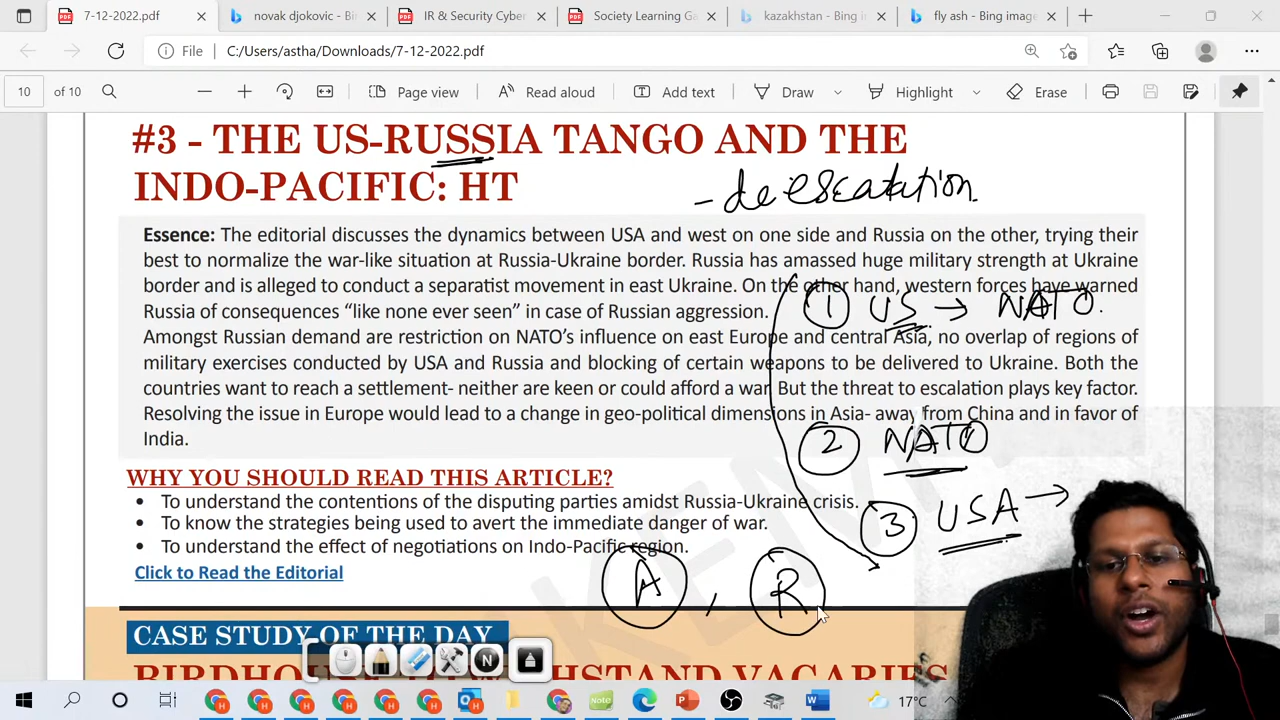 7-12-2022.pdf
novak djokovic - Bi
IR & Security Cyber
Society Learning Ga
kazakhstan - Bing i
fly ash - Bing image
File C:/Users/astha/Downloads/7-12-2022.pdf
10 of 10
Page view
Read aloud
Add text
Draw
Highlight
Erase
#3 - THE US-RUSSIA TANGO AND THE
INDO-PACIFIC: HT
- de escalation
Essence: The editorial discusses the dynamics between USA and west on one side and Russia on the other, trying their
best to normalize the war-like situation at Russia-Ukraine border. Russia has amassed huge military strength at Ukraine
border and is alleged to conduct a separatist movement in east Ukraine. On the other hand, western forces have warned
Russia of consequences “like none ever seen” in case of Russian aggression.
1 US → NATO.
Amongst Russian demand are restriction on NATO’s influence on east Europe and central Asia, no overlap of regions of
military exercises conducted by USA and Russia and blocking of certain weapons to be delivered to Ukraine. Both the
countries want to reach a settlement- neither are keen or could afford a war. But the threat to escalation plays key factor.
Resolving the issue in Europe would lead to a change in geo-political dimensions in Asia- away from China and in favor of
India.
2 NATO
WHY YOU SHOULD READ THIS ARTICLE?
• To understand the contentions of the disputing parties amidst Russia-Ukraine crisis.
• To know the strategies being used to avert the immediate danger of war.
• To understand the effect of negotiations on Indo-Pacific region.
3 USA →
Click to Read the Editorial
A , R
CASE STUDY OF THE DAY
N
17°C